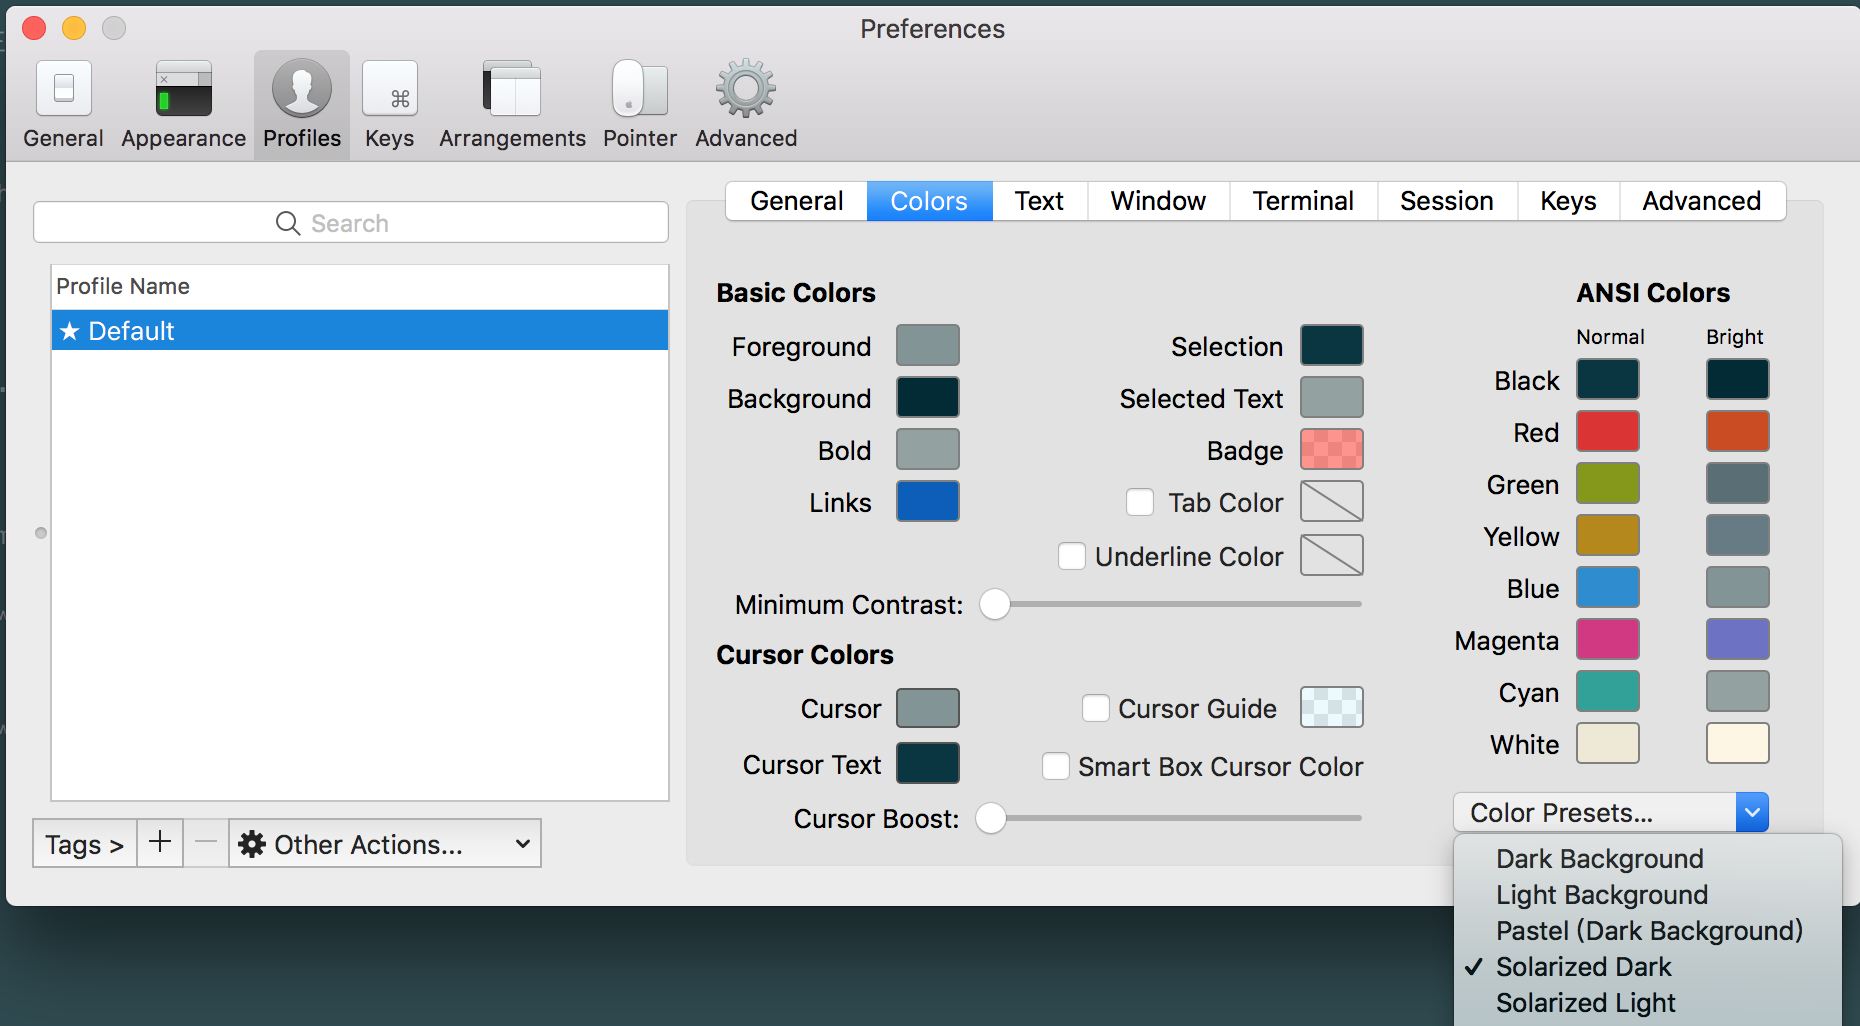 Preferences
General Appearance Profiles Keys Arrangements Pointer Advanced
General Colors Text Window Terminal Session Keys Advanced
Search
Profile Name
★ Default
Tags > + − Other Actions...
Basic Colors
Foreground
Background
Bold
Links
Selection
Selected Text
Badge
Tab Color
Underline Color
Minimum Contrast:
Cursor Colors
Cursor
Cursor Text
Cursor Guide
Smart Box Cursor Color
Cursor Boost:
ANSI Colors
Normal Bright
Black
Red
Green
Yellow
Blue
Magenta
Cyan
White
Color Presets...
Dark Background
Light Background
Pastel (Dark Background)
✓ Solarized Dark
Solarized Light